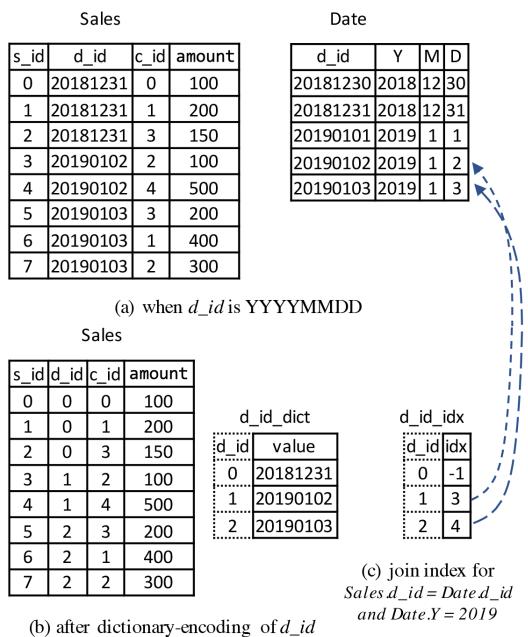 Sales
s_id d_id c_id amount
0 20181231 0 100
1 20181231 1 200
2 20181231 3 150
3 20190102 2 100
4 20190102 4 500
5 20190103 3 200
6 20190103 1 400
7 20190103 2 300
Date
d_id Y M D
20181230 2018 12 30
20181231 2018 12 31
20190101 2019 1 1
20190102 2019 1 2
20190103 2019 1 3
(a) when d_id is YYYYMMDD
Sales
s_id d_id c_id amount
0 0 0 100
1 0 1 200
2 0 3 150
3 1 2 100
4 1 4 500
5 2 3 200
6 2 1 400
7 2 2 300
d_id_dict
d_id value
0 20181231
1 20190102
2 20190103
d_id_idx
d_id idx
0 -1
1 3
2 4
(c) join index for
Sales.d_id = Date.d_id
and Date.Y = 2019
(b) after dictionary-encoding of d_id